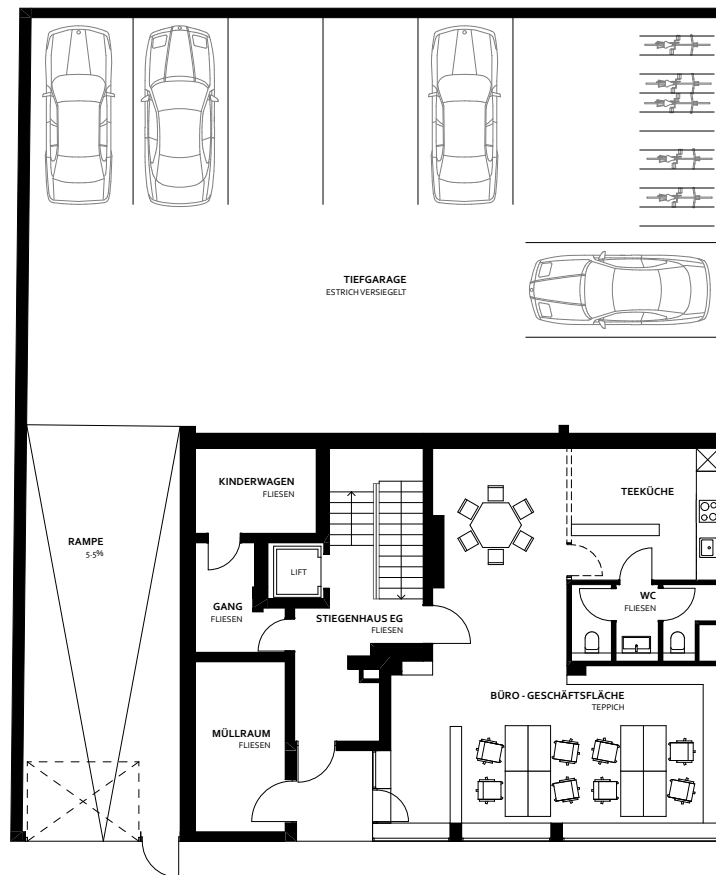 TIEFGARAGE
ESTRICH VERSIEGELT
KINDERWAGEN
FLIESEN
TEEKÜCHE
RAMPE
5.5%
LIFT
GANG
FLIESEN
STIEGENHAUS EG
FLIESEN
WC
FLIESEN
BÜRO - GESCHÄFTSFLÄCHE
TEPPICH
MÜLLRAUM
FLIESEN